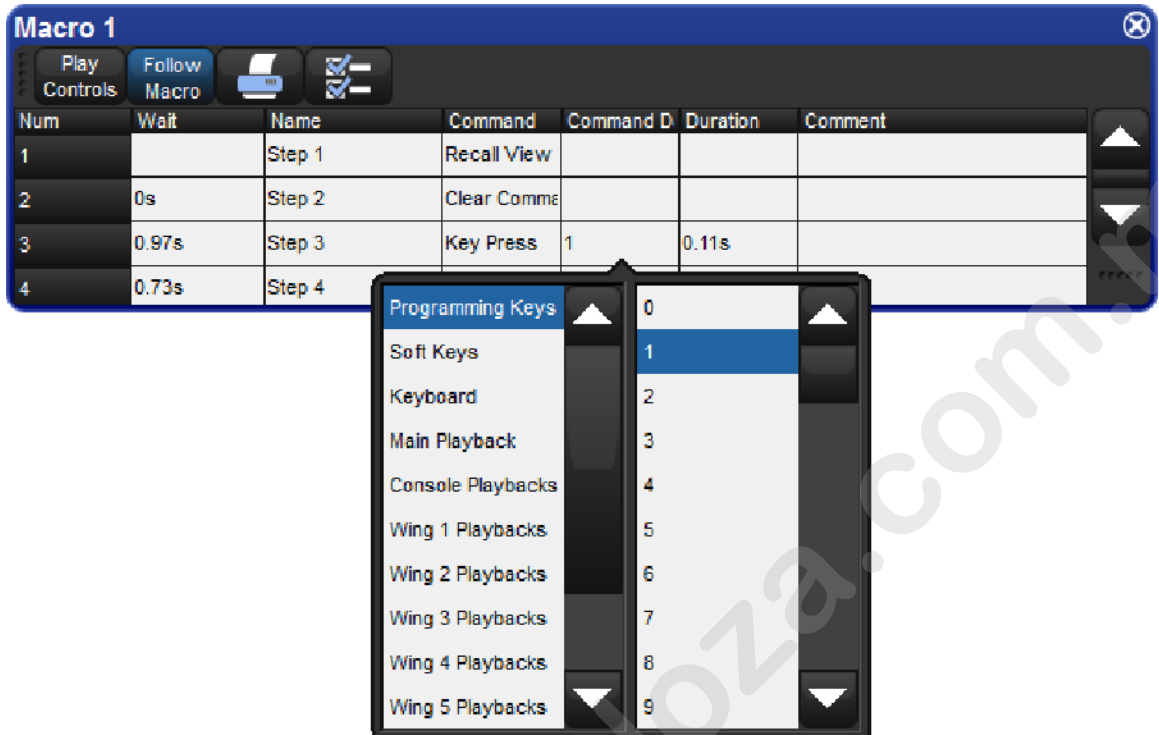 Macro 1
Play Controls
Follow Macro
Num Wait Name Command Command D Duration Comment
1 Step 1 Recall View
2 0s Step 2 Clear Comma
3 0.97s Step 3 Key Press 1 0.11s
4 0.73s Step 4
Programming Keys 0
Soft Keys 1
Keyboard 2
Main Playback 3
Console Playbacks 4
Wing 1 Playbacks 5
Wing 2 Playbacks 6
Wing 3 Playbacks 7
Wing 4 Playbacks 8
Wing 5 Playbacks 9